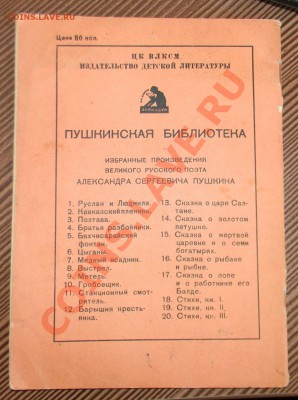 Цена 80 коп.
ЦК ВЛКСМ
ИЗДАТЕЛЬСТВО ДЕТСКОЙ ЛИТЕРАТУРЫ
ПУШКИНСКАЯ БИБЛИОТЕКА
ИЗБРАННЫЕ ПРОИЗВЕДЕНИЯ
ВЕЛИКОГО РУССКОГО ПОЭТА
АЛЕКСАНДРА СЕРГЕЕВИЧА ПУШКИНА
1. Руслан и Людмила.
2. Кавказский пленник.
3. Полтава.
4. Братья разбойники.
5. Бахчисарайский
фонтан.
6. Цыганы.
7. Медный всадник.
8. Выстрел.
9. Метель.
10. Гробовщик.
11. Станционный смот-
ритель.
12. Барышня кресть-
янка.
13. Сказка о царе Сал-
тане.
14. Сказка о золотом
петушке.
15. Сказка о мертвой
царевне и о семи
богатырях.
16. Сказка о рыбаке
и рыбке.
17. Сказка о попе
и о работнике его
Балде.
18. Стихи, кн. I.
19. Стихи, кн. II.
20. Стихи, кн. III.
COINS.LAVE.RU